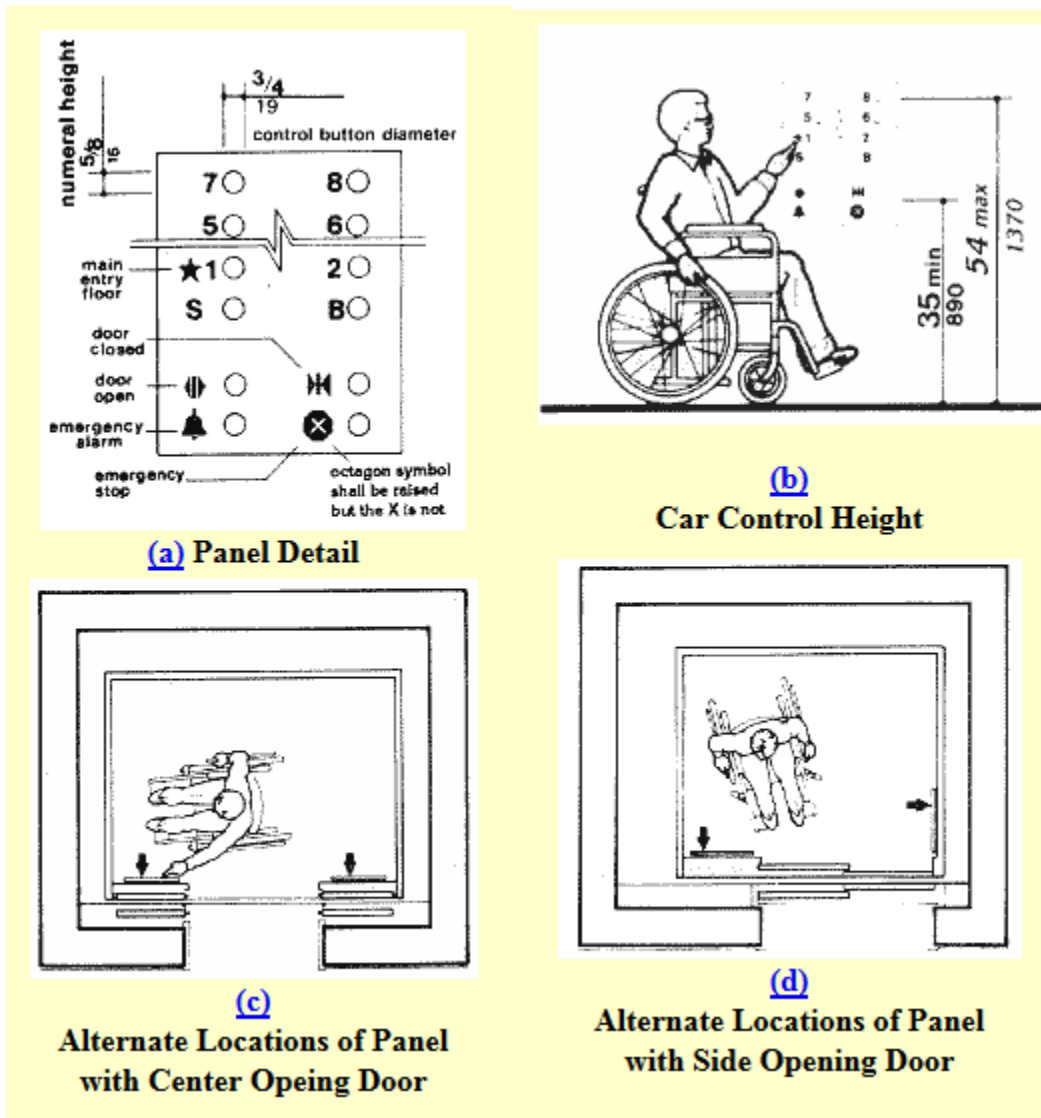 numeral height
5/8
16
3/4
19
control button diameter
7 8
5 6
main
entry
floor
★1 2
S B
door
closed
door
open
emergency
alarm
emergency
stop
octagon symbol
shall be raised
but the X is not
(a) Panel Detail
7 8
5 6
1 2
S B
35 min
890
54 max
1370
(b)
Car Control Height
(c)
Alternate Locations of Panel
with Center Opeing Door
(d)
Alternate Locations of Panel
with Side Opening Door